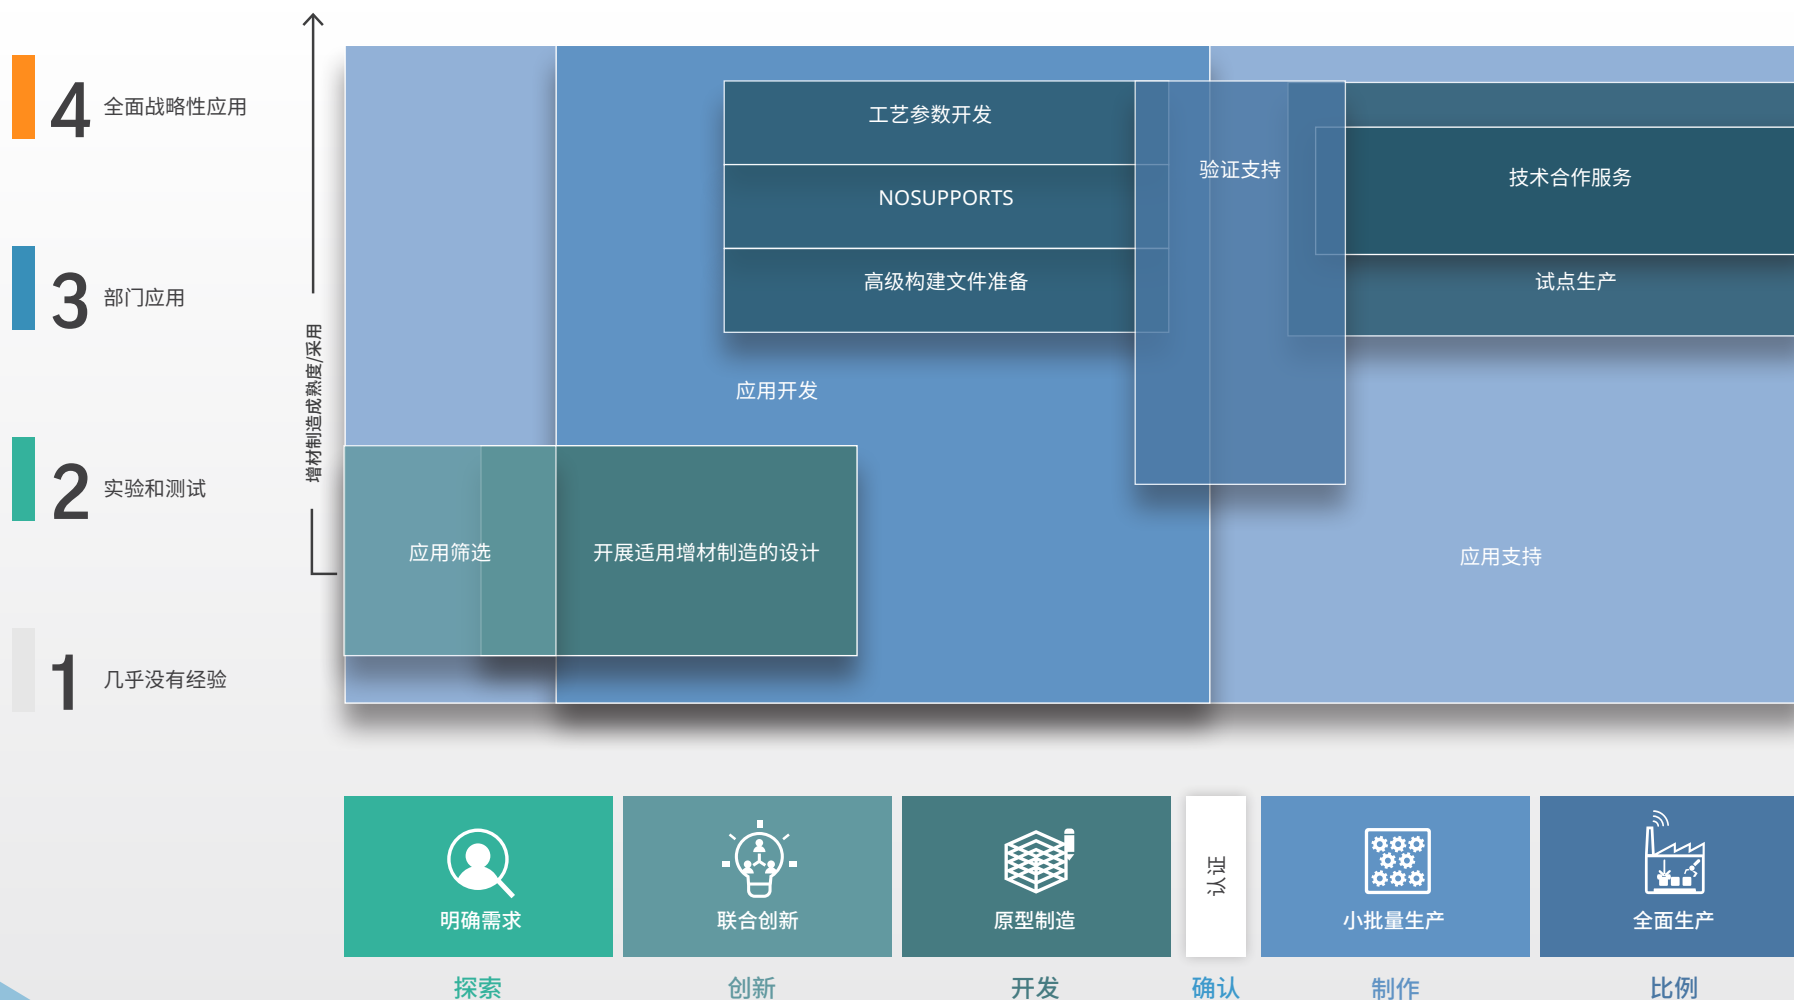 4 全面战略性应用
3 部门应用
2 实验和测试
1 几乎没有经验
增材制造成熟度/采用
工艺参数开发
NOSUPPORTS
高级构建文件准备
验证支持
技术合作服务
试点生产
应用开发
应用筛选
开展适用增材制造的设计
应用支持
明确需求
联合创新
原型制造
认证
小批量生产
全面生产
探索
创新
开发
确认
制作
比例